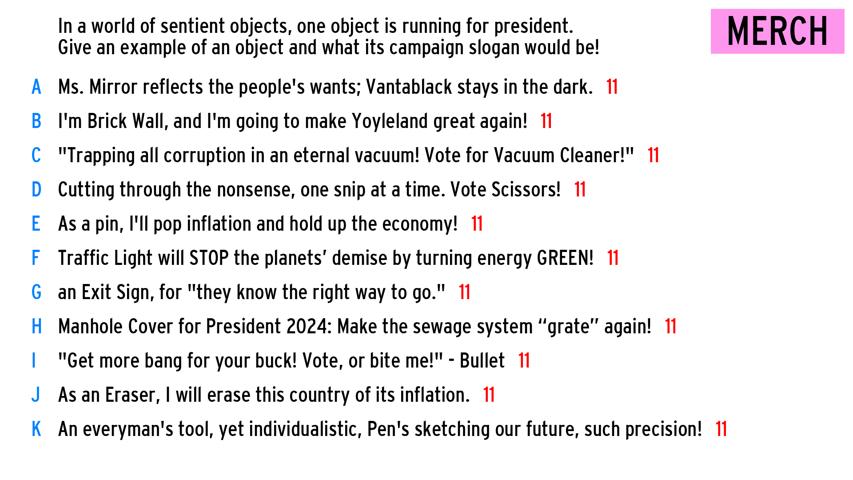 In a world of sentient objects, one object is running for president.
MERCH
Give an example of an object and what its campaign slogan would be!
A Ms. Mirror reflects the people's wants; Vantablack stays in the dark. 11
B I'm Brick Wall, and I'm going to make Yoyleland great again! 11
C "Trapping all corruption in an eternal vacuum! Vote for Vacuum Cleaner!" 11
D Cutting through the nonsense, one snip at a time. Vote Scissors! 11
E As a pin, I'll pop inflation and hold up the economy! 11
F Traffic Light will STOP the planets’ demise by turning energy GREEN! 11
G an Exit Sign, for "they know the right way to go." 11
H Manhole Cover for President 2024: Make the sewage system “grate” again! 11
I "Get more bang for your buck! Vote, or bite me!" - Bullet 11
J As an Eraser, I will erase this country of its inflation. 11
K An everyman's tool, yet individualistic, Pen's sketching our future, such precision! 11